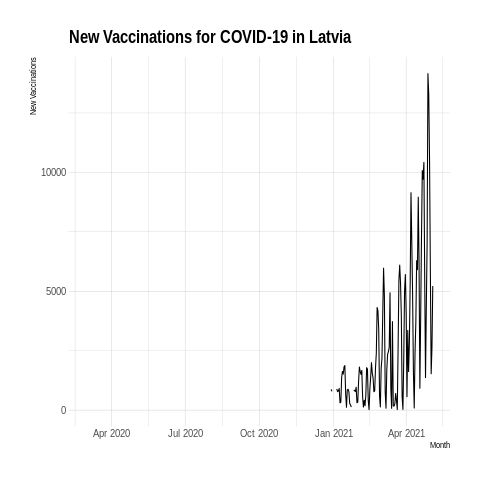 New Vaccinations for COVID-19 in Latvia
New Vaccinations
10000
5000
0
Apr 2020 Jul 2020 Oct 2020 Jan 2021 Apr 2021
Month